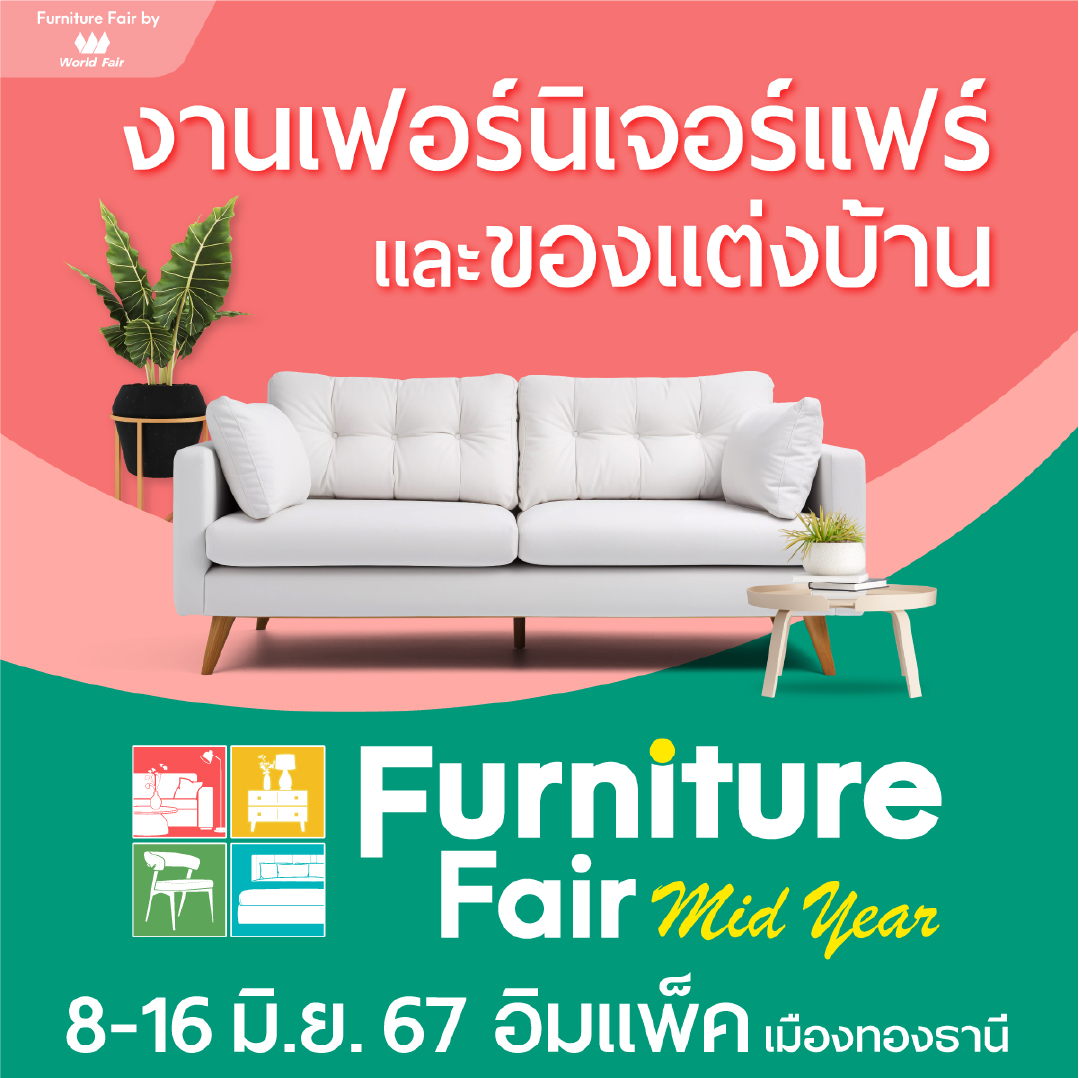 Furniture Fair by
World Fair
งานเฟอร์นิเจอร์แฟร์
และของแต่งบ้าน
Furniture
Fair Mid Year
8-16 มิ.ย. 67 อิมแพ็ค เมืองทองธานี